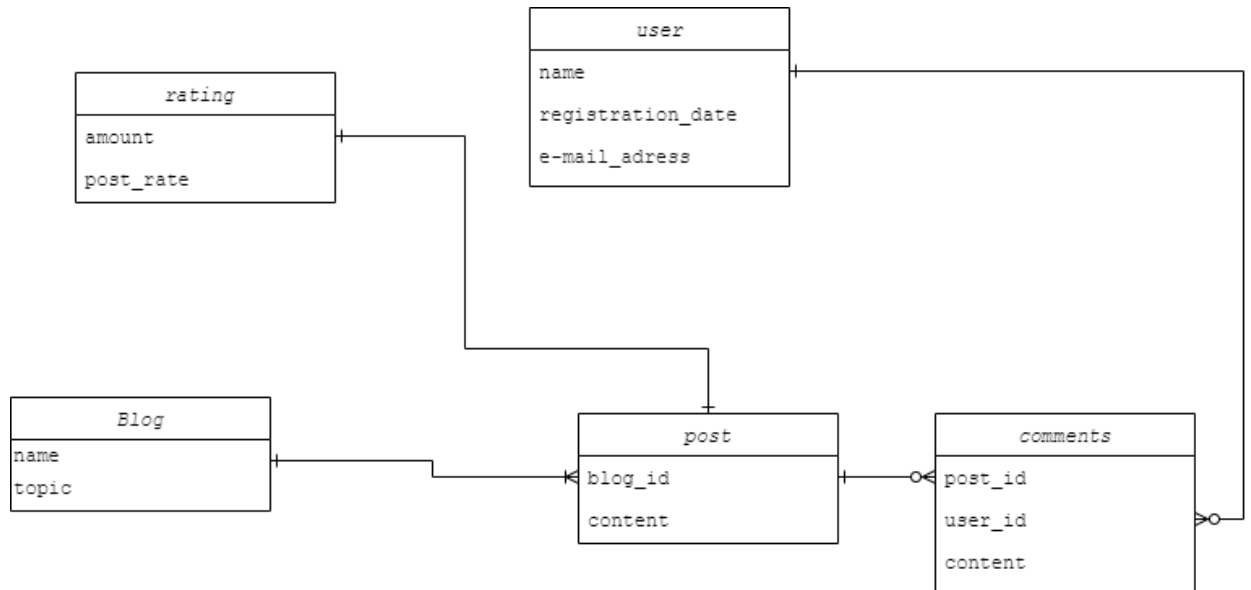 user
name
registration_date
e-mail_adress
rating
amount
post_rate
Blog
name
topic
post
blog_id
content
comments
post_id
user_id
content